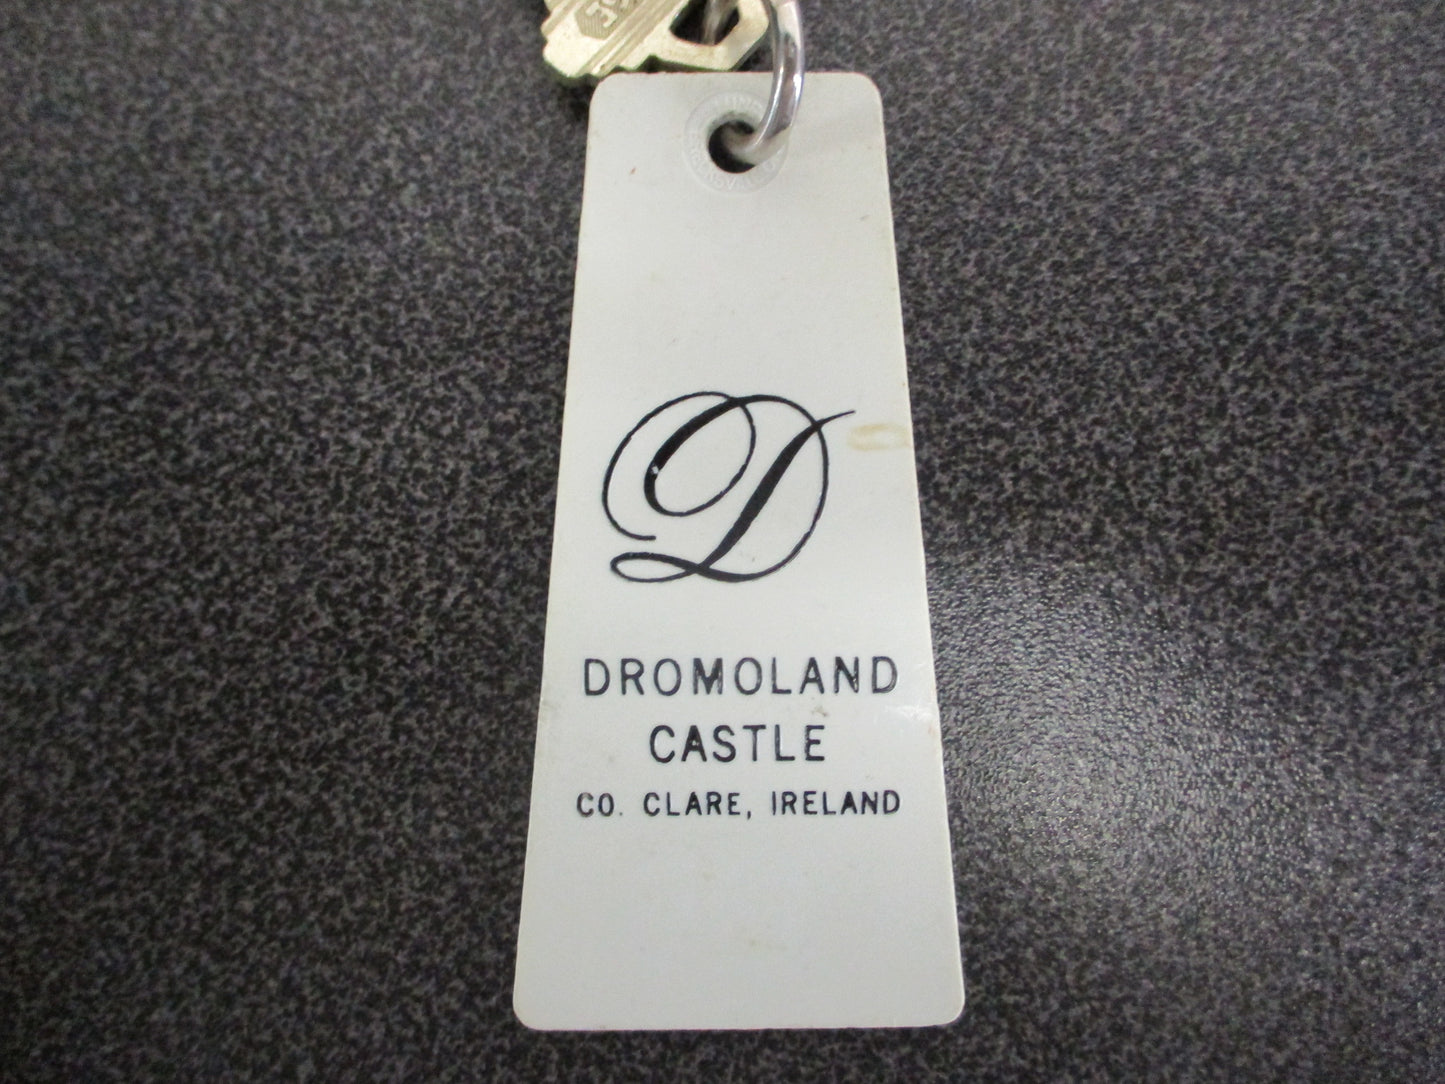 D
DROMOLAND
CASTLE
CO. CLARE, IRELAND